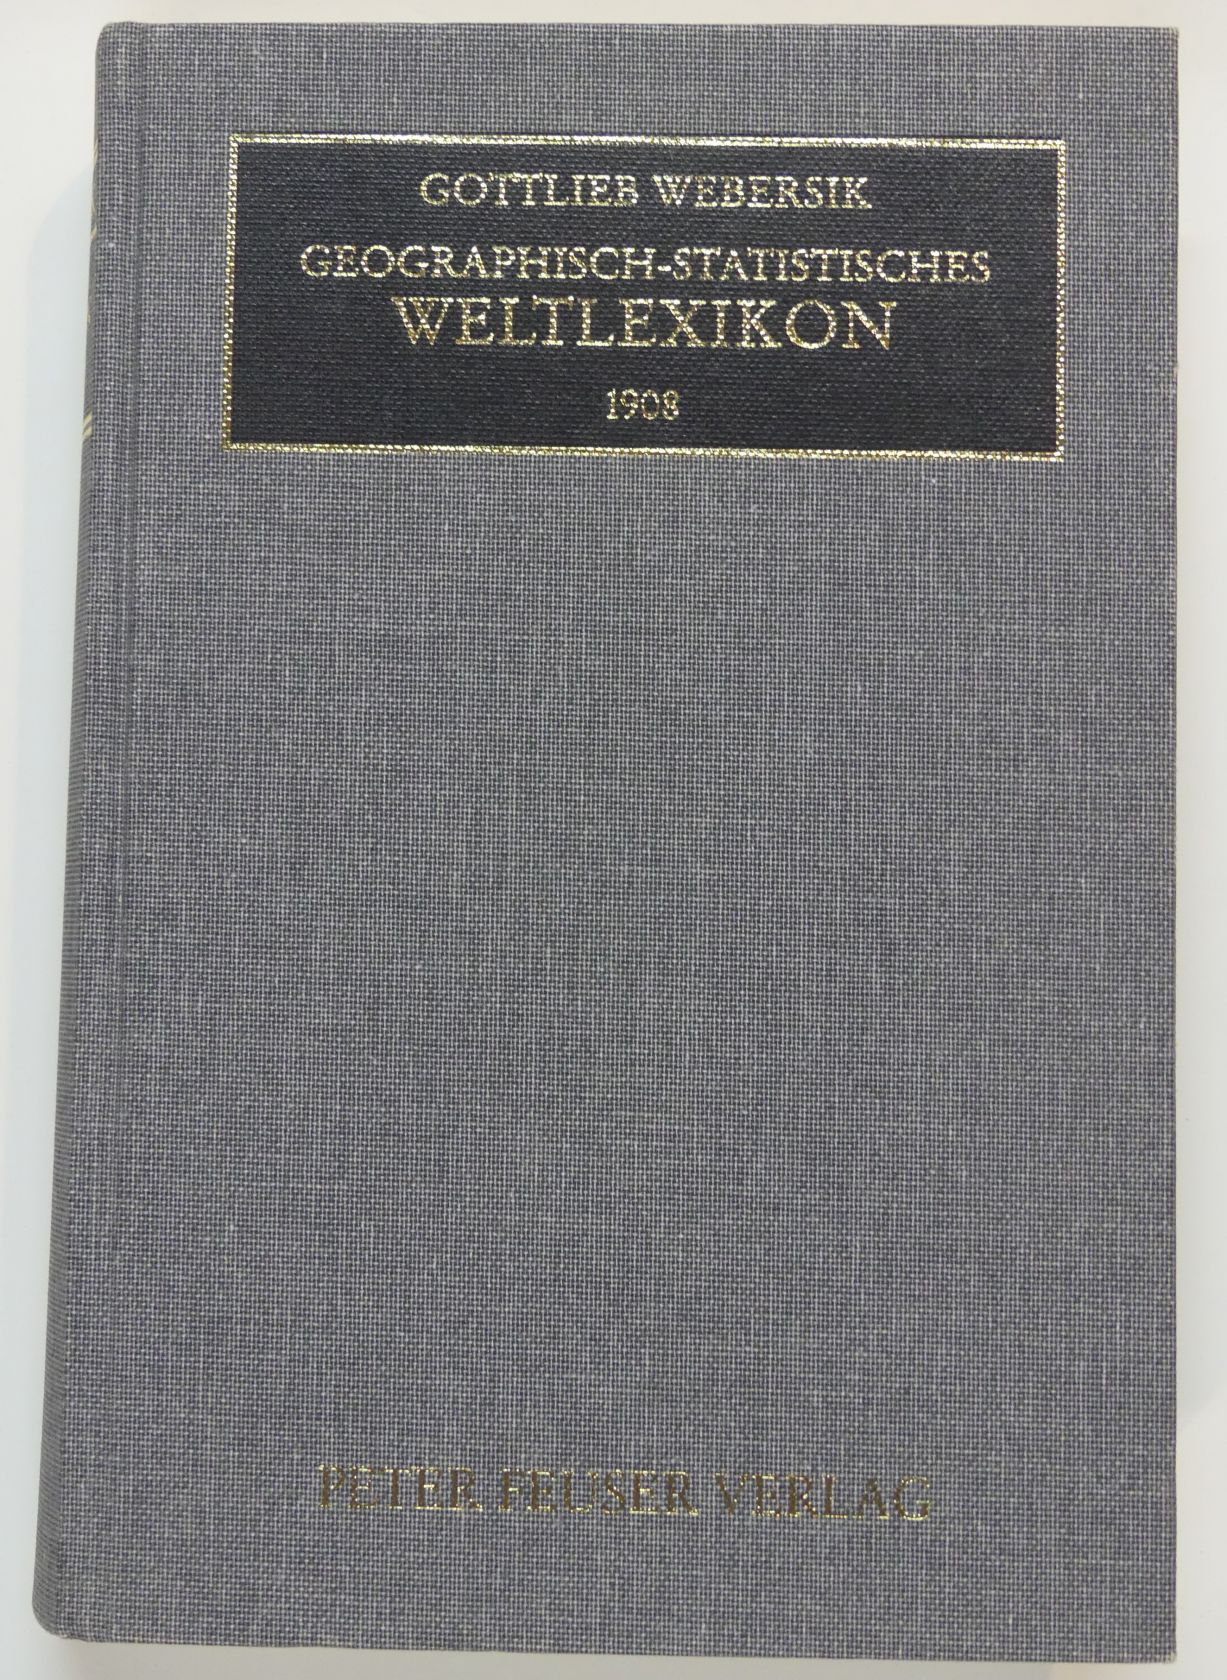 GOTTLIEB WEBERSIK
GEOGRAPHISCH-STATISTISCHES
WELTLEXIKON
1908
PETER FEUSER VERLAG